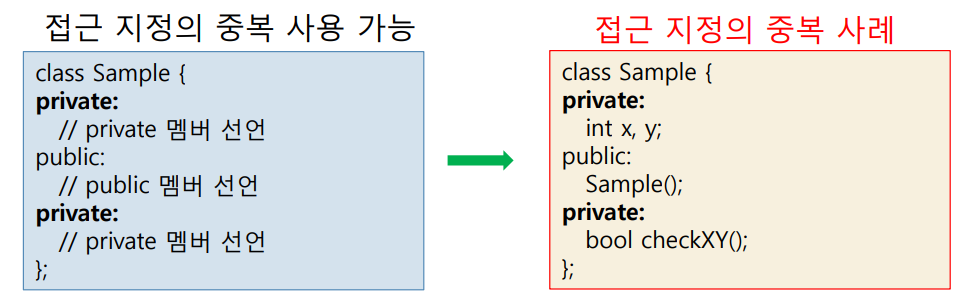 접근 지정의 중복 사용 가능
class Sample {
private:
// private 멤버 선언
public:
// public 멤버 선언
private:
// private 멤버 선언
};
접근 지정의 중복 사례
class Sample {
private:
int x, y;
public:
Sample();
private:
bool checkXY();
};